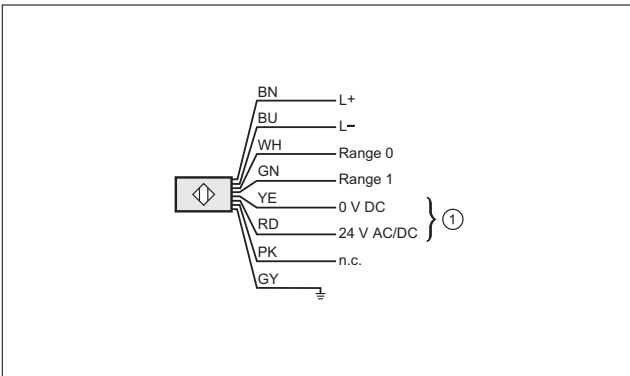 BN L+
BU L–
WH Range 0
GN Range 1
YE 0 V DC
RD 24 V AC/DC
1
PK n.c.
GY